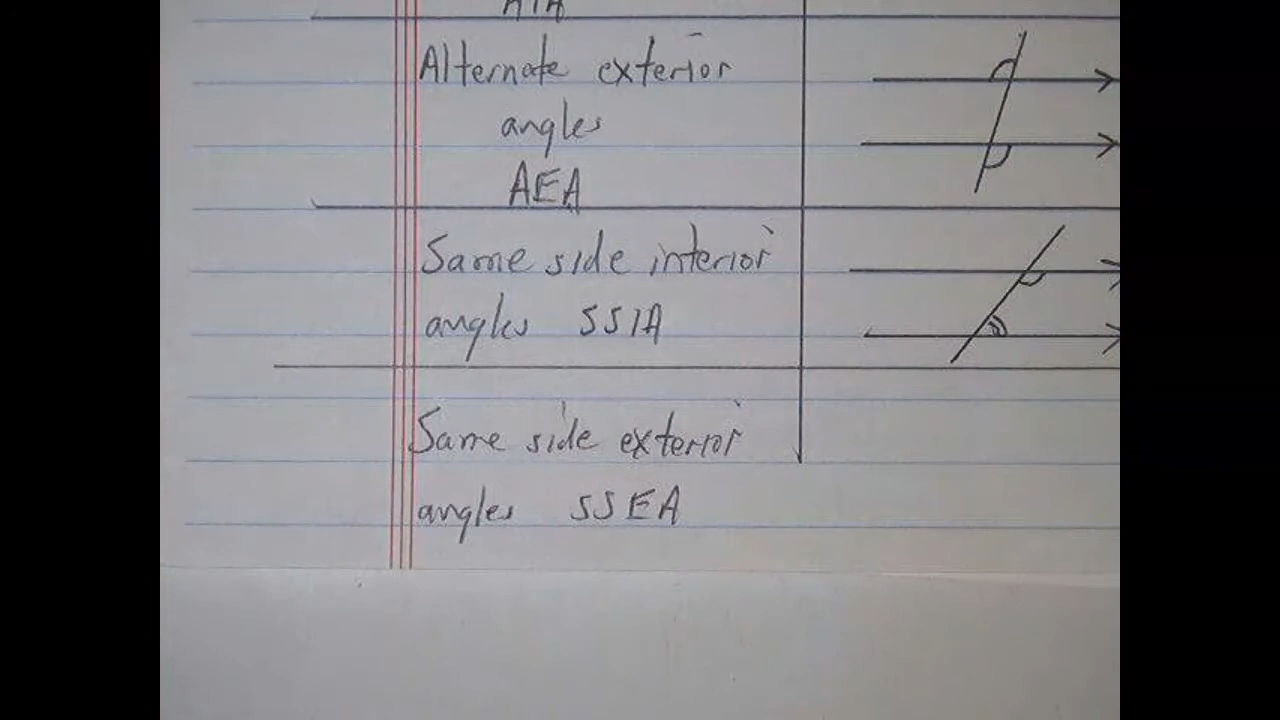 Alternate exterior
angles
AEA
Same side interior
angles SSIA
Same side exterior
angles SSEA